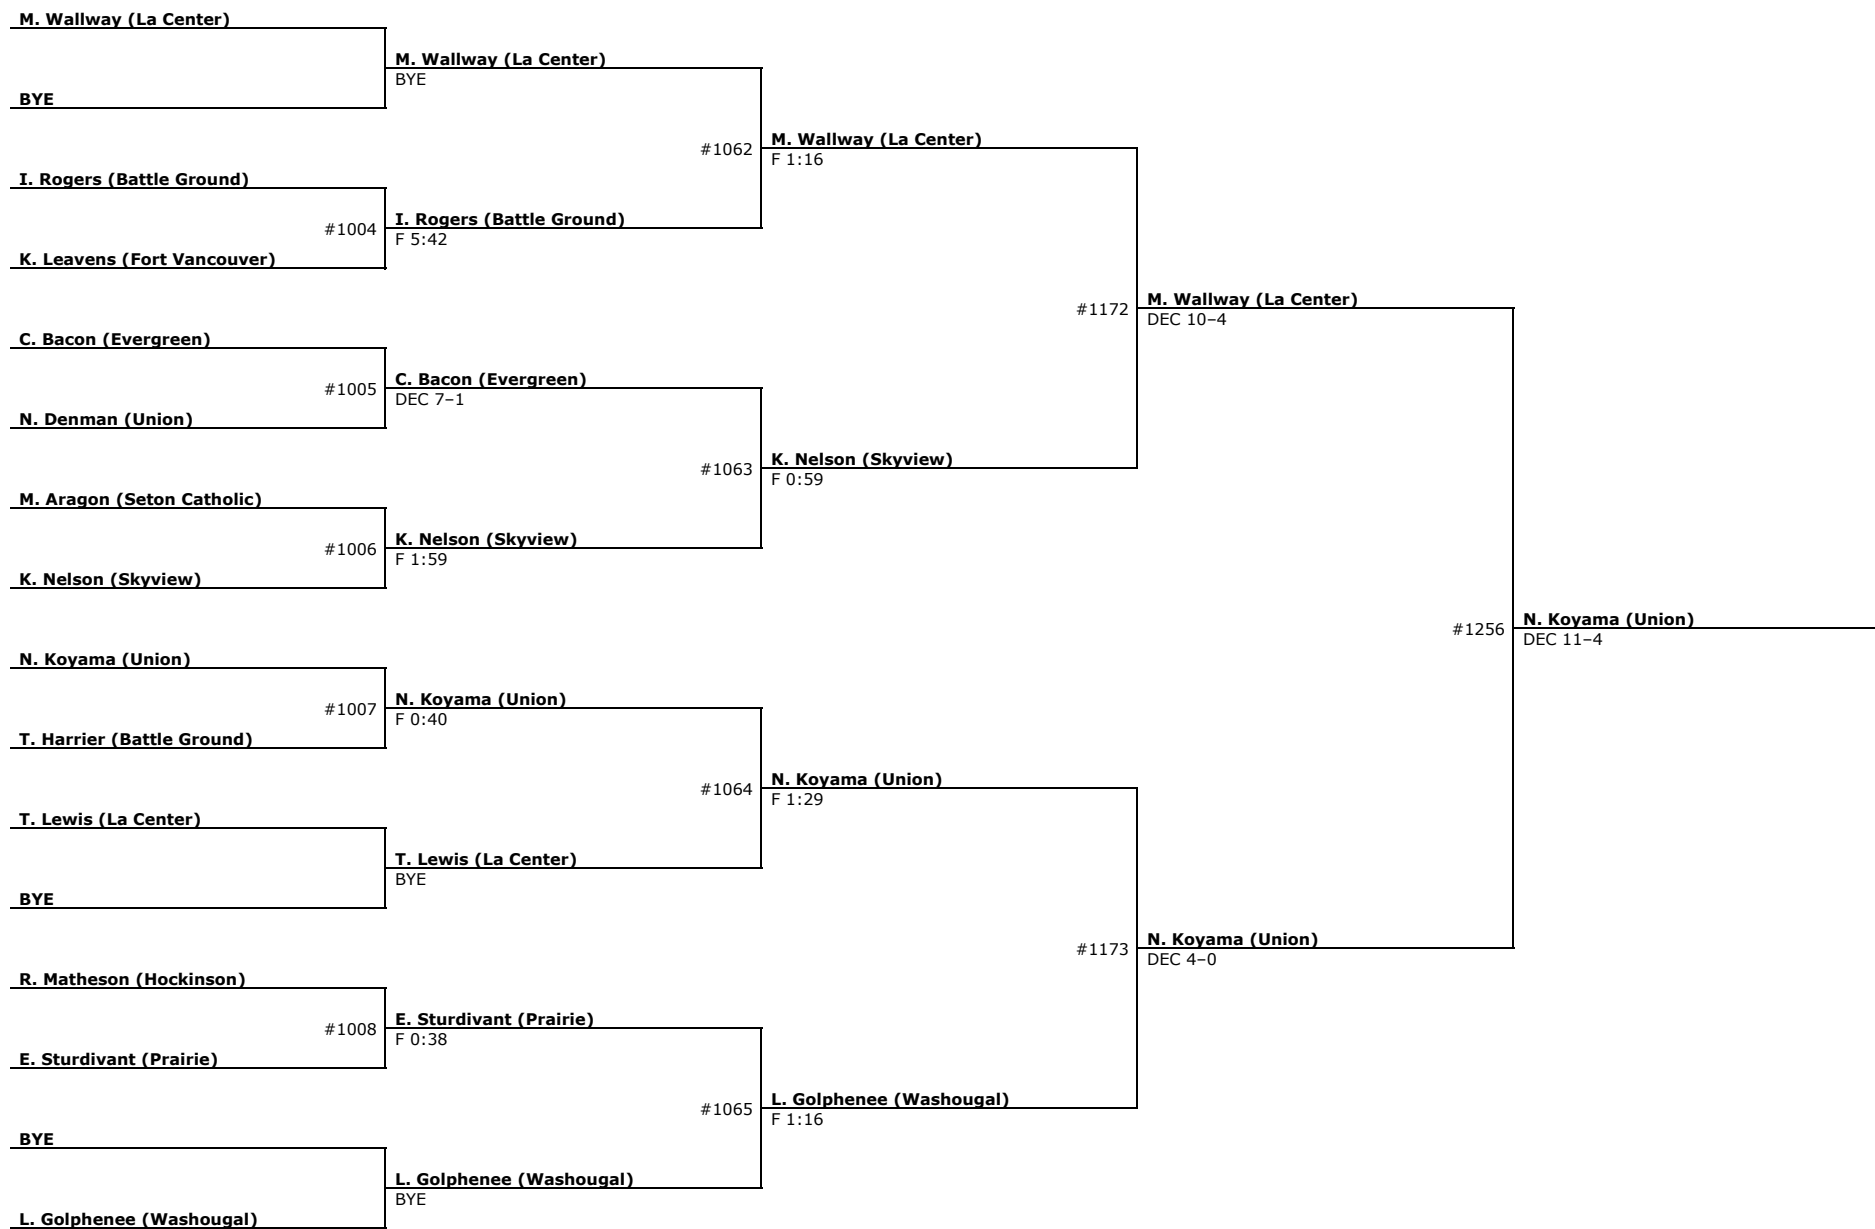 M. Wallway (La Center)
BYE
I. Rogers (Battle Ground)
K. Leavens (Fort Vancouver)
C. Bacon (Evergreen)
N. Denman (Union)
M. Aragon (Seton Catholic)
K. Nelson (Skyview)
N. Koyama (Union)
T. Harrier (Battle Ground)
T. Lewis (La Center)
BYE
R. Matheson (Hockinson)
E. Sturdivant (Prairie)
BYE
L. Golphenee (Washougal)
#1004
#1005
#1006
#1007
#1008
M. Wallway (La Center)
BYE
I. Rogers (Battle Ground)
F 5:42
C. Bacon (Evergreen)
DEC 7–1
K. Nelson (Skyview)
F 1:59
N. Koyama (Union)
F 0:40
T. Lewis (La Center)
BYE
E. Sturdivant (Prairie)
F 0:38
L. Golphenee (Washougal)
BYE
#1062
#1063
#1064
#1065
M. Wallway (La Center)
F 1:16
K. Nelson (Skyview)
F 0:59
N. Koyama (Union)
F 1:29
L. Golphenee (Washougal)
F 1:16
#1172
#1173
M. Wallway (La Center)
DEC 10–4
N. Koyama (Union)
DEC 4–0
#1256
N. Koyama (Union)
DEC 11–4